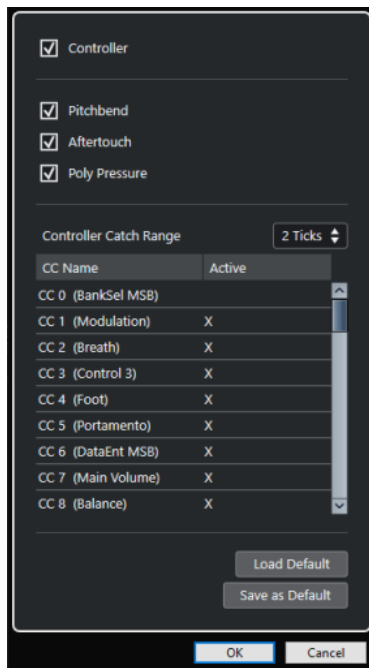 Controller
Pitchbend
Aftertouch
Poly Pressure
Controller Catch Range 2 Ticks
CC Name Active
CC 0 (BankSel MSB)
CC 1 (Modulation) X
CC 2 (Breath) X
CC 3 (Control 3) X
CC 4 (Foot) X
CC 5 (Portamento) X
CC 6 (DataEnt MSB) X
CC 7 (Main Volume) X
CC 8 (Balance) X
Load Default
Save as Default
OK Cancel